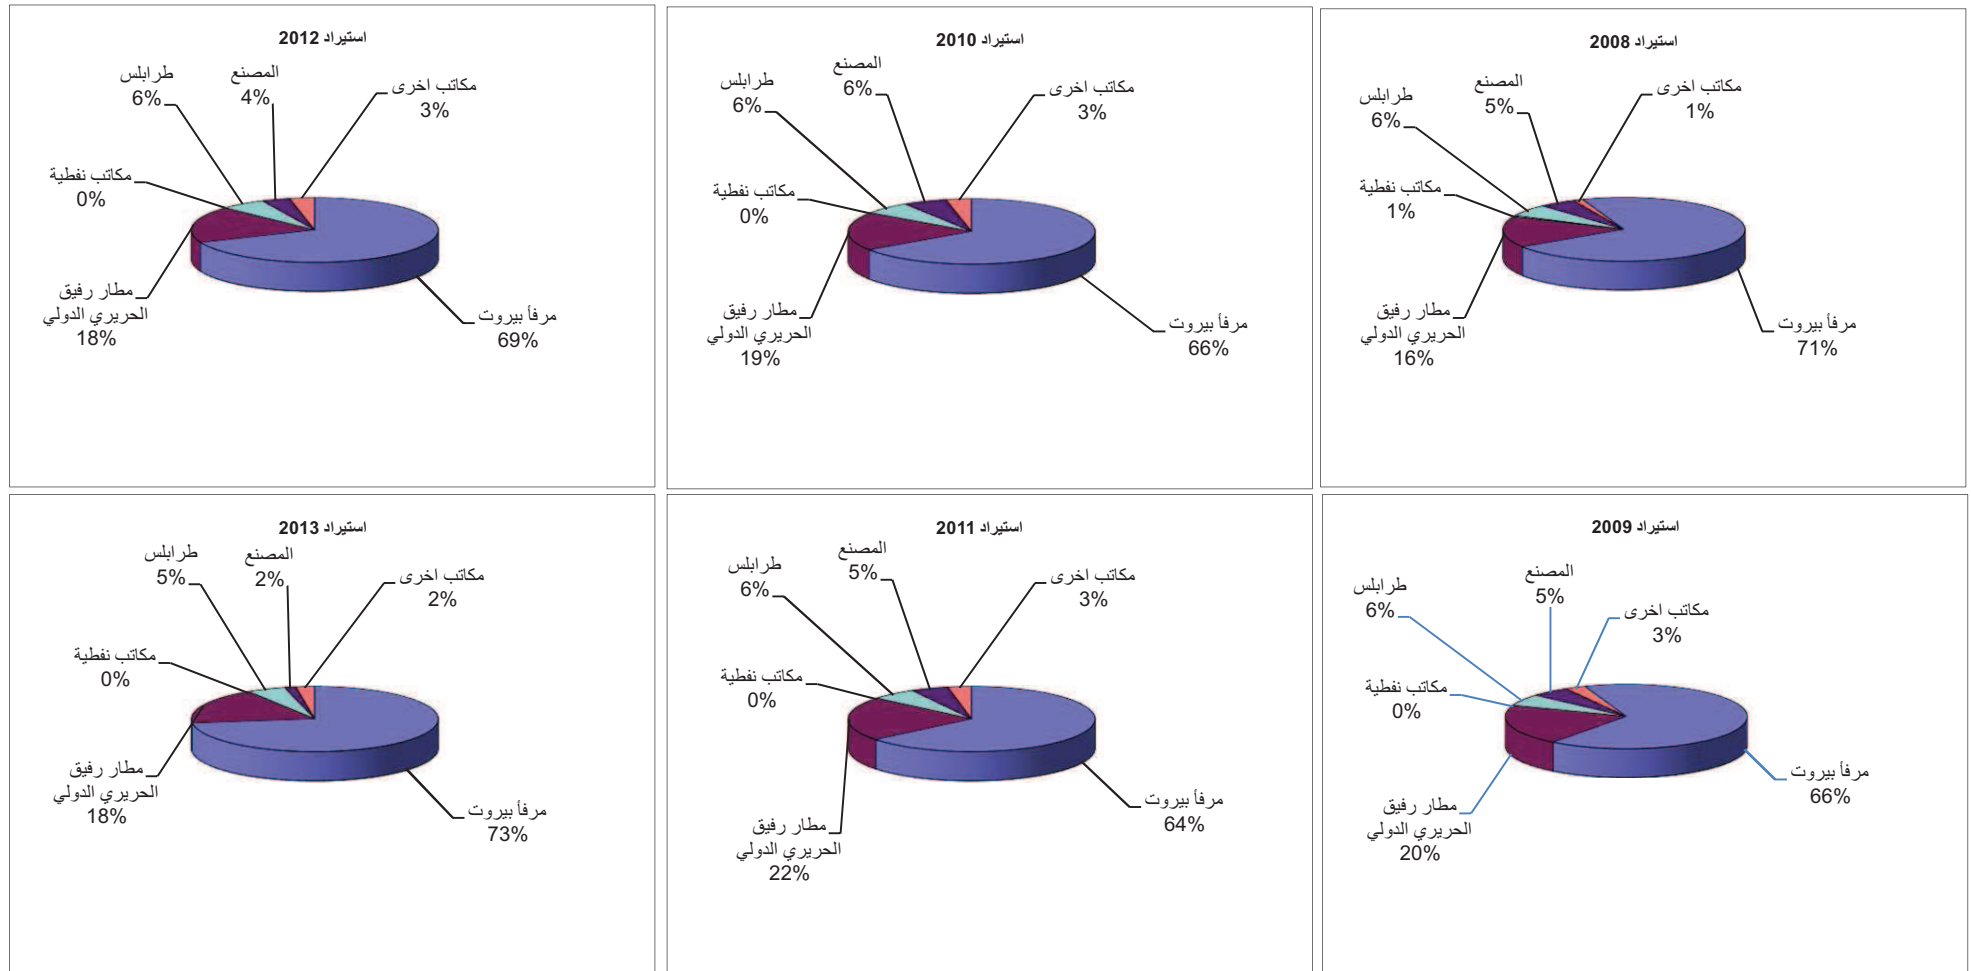 استيراد 2008
مكاتب اخرى
1%
المصنع
5%
طرابلس
6%
مكاتب نفطية
1%
مطار رفيق
الحريري الدولي
16%
مرفأ بيروت
71%
استيراد 2010
مكاتب اخرى
3%
المصنع
6%
طرابلس
6%
مكاتب نفطية
0%
مطار رفيق
الحريري الدولي
19%
مرفأ بيروت
66%
استيراد 2012
مكاتب اخرى
3%
المصنع
4%
طرابلس
6%
مكاتب نفطية
0%
مطار رفيق
الحريري الدولي
18%
مرفأ بيروت
69%
استيراد 2009
مكاتب اخرى
3%
المصنع
5%
طرابلس
6%
مكاتب نفطية
0%
مطار رفيق
الحريري الدولي
20%
مرفأ بيروت
66%
استيراد 2011
مكاتب اخرى
3%
المصنع
5%
طرابلس
6%
مكاتب نفطية
0%
مطار رفيق
الحريري الدولي
22%
مرفأ بيروت
64%
استيراد 2013
مكاتب اخرى
2%
المصنع
2%
طرابلس
5%
مكاتب نفطية
0%
مطار رفيق
الحريري الدولي
18%
مرفأ بيروت
73%